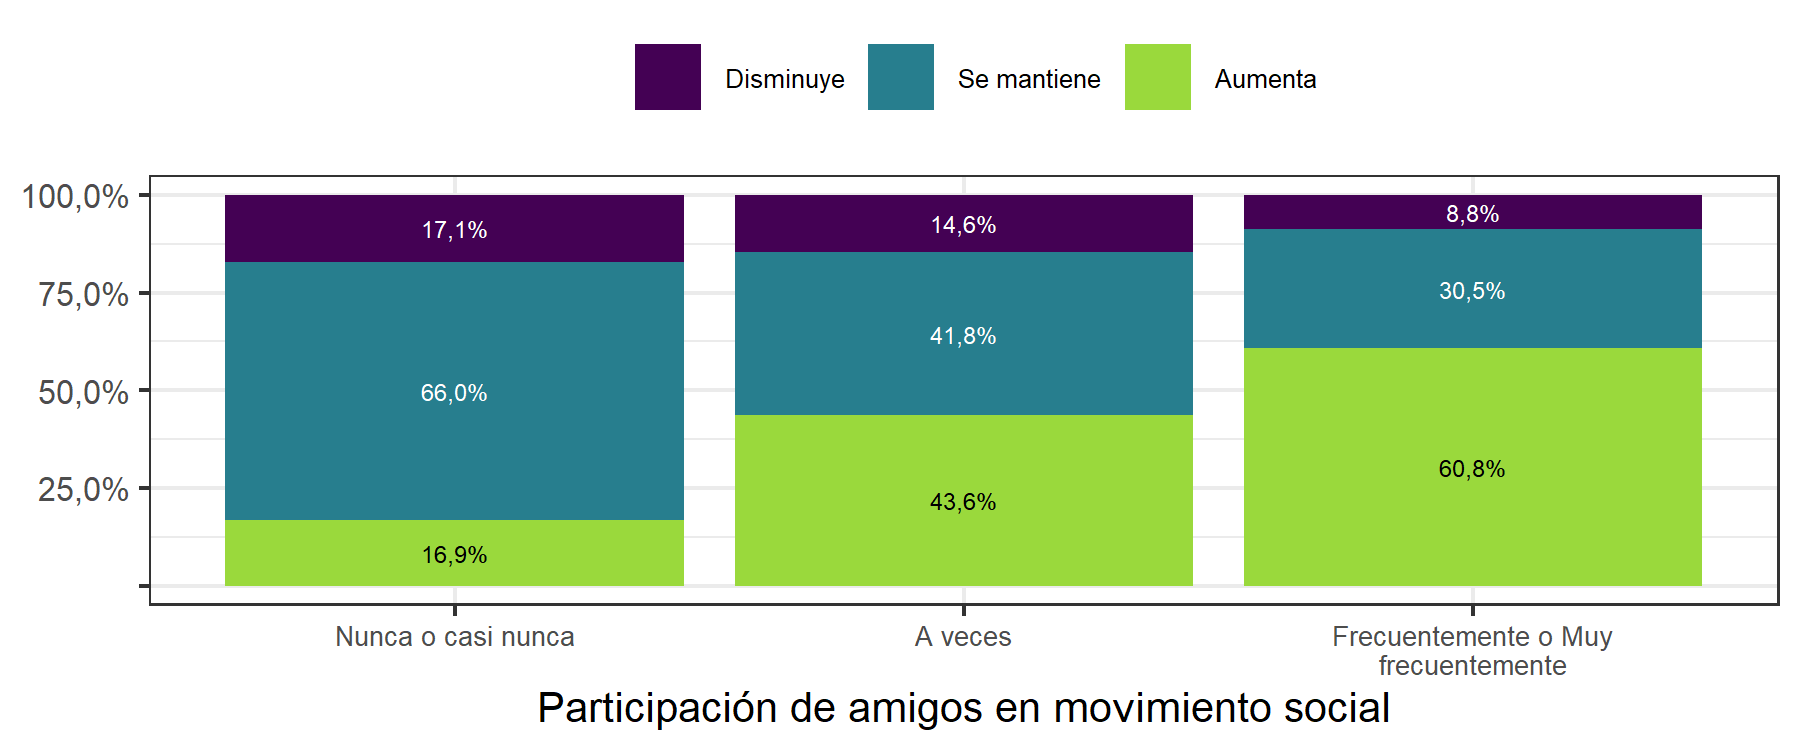 Disminuye Se mantiene Aumenta
100,0%
75,0%
50,0%
25,0%
17,1% 14,6% 8,8%
66,0% 41,8% 30,5%
16,9% 43,6% 60,8%
Nunca o casi nunca A veces Frecuentemente o Muy
frecuentemente
Participación de amigos en movimiento social